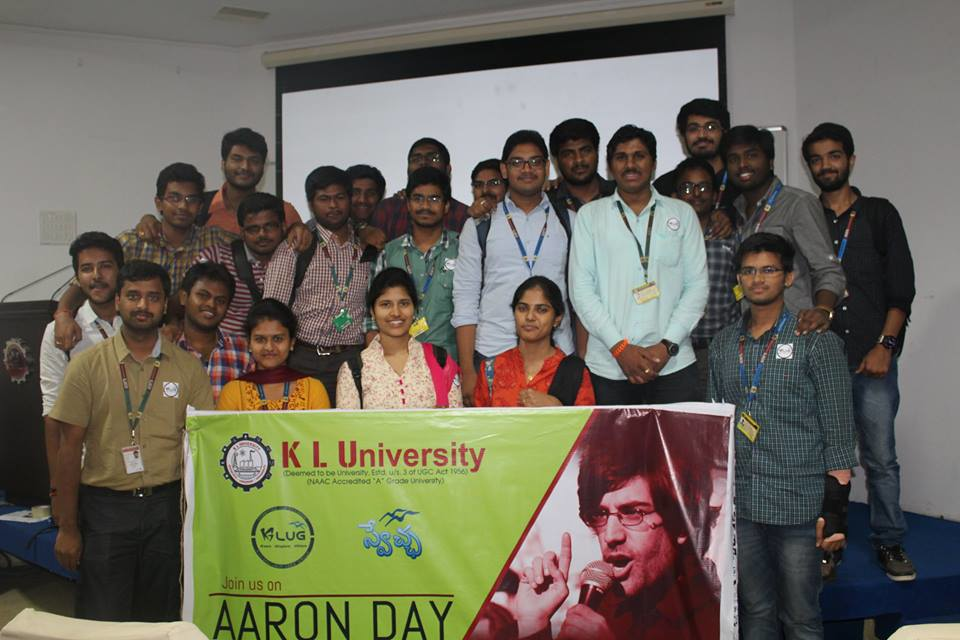 K L University
(Deemed to be University, Estd. u/s. 3 of UGC Act 1956)
(NAAC Accredited "A" Grade University)
KLUG
స్వేచ్ఛ
Join us on
AARON DAY